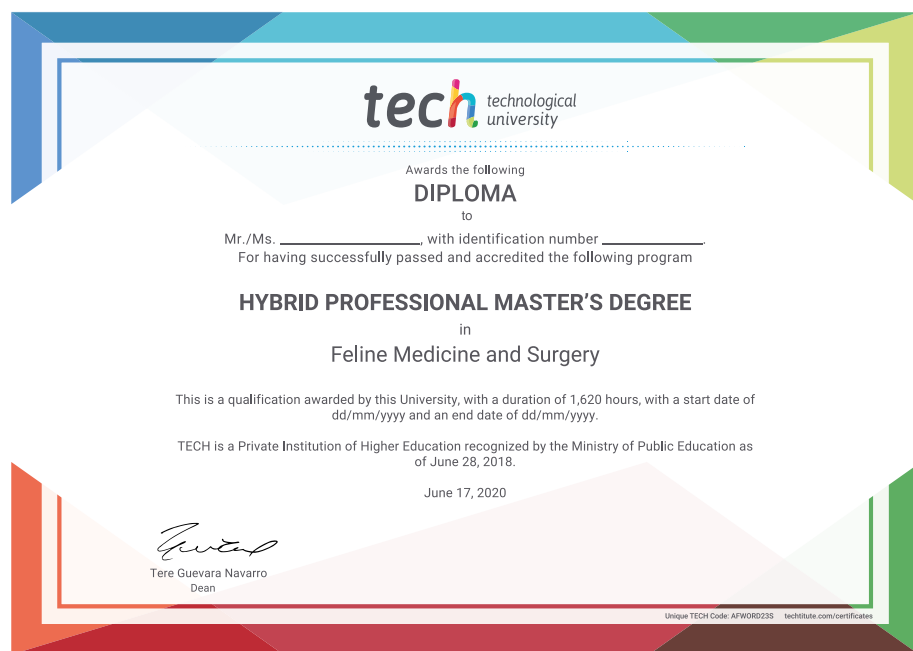 tech technological
university
Awards the following
DIPLOMA
to
Mr./Ms. ____________________, with identification number ______________.
For having successfully passed and accredited the following program
HYBRID PROFESSIONAL MASTER'S DEGREE
in
Feline Medicine and Surgery
This is a qualification awarded by this University, with a duration of 1,620 hours, with a start date of
dd/mm/yyyy and an end date of dd/mm/yyyy.
TECH is a Private Institution of Higher Education recognized by the Ministry of Public Education as
of June 28, 2018.
June 17, 2020
Tere Guevara Navarro
Dean
Unique TECH Code: AFWORD23S techtitute.com/certificates